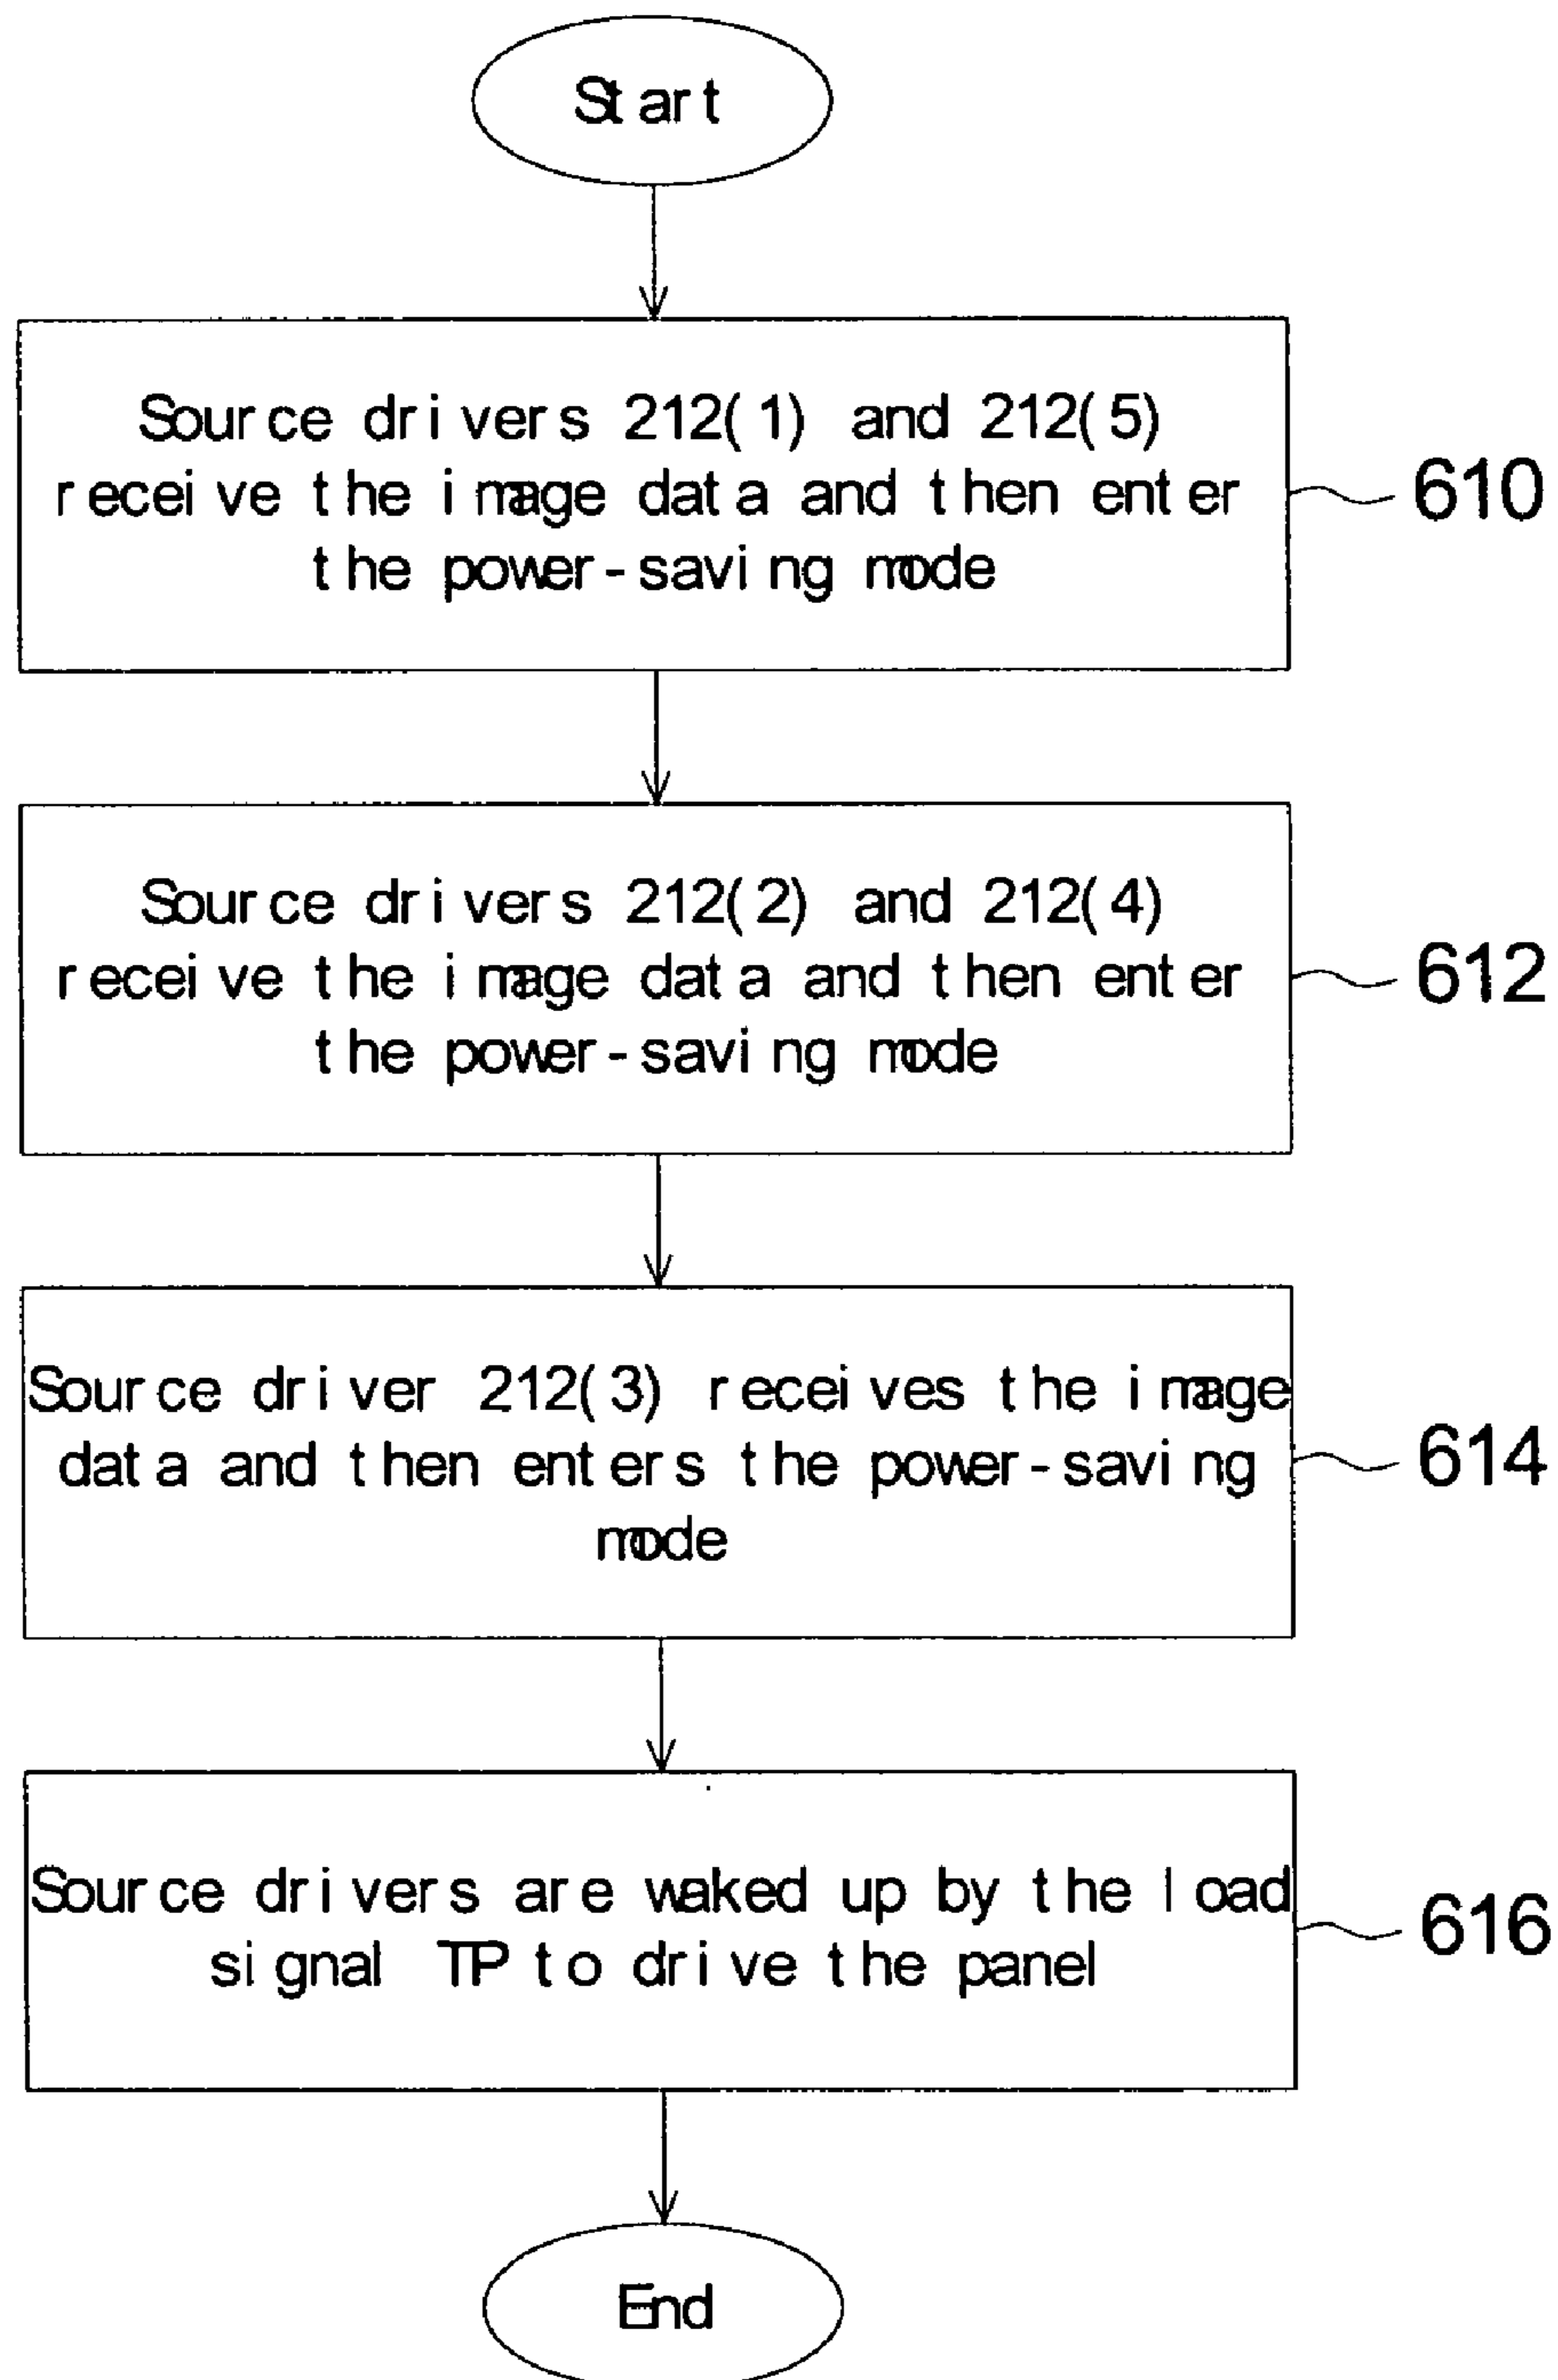 Start
Source drivers 212(1) and 212(5)
receive the image data and then enter
the power-saving mode
610
Source drivers 212(2) and 212(4)
receive the image data and then enter
the power-saving mode
612
Source driver 212(3) receives the image
data and then enters the power-saving
mode
614
Source drivers are waked up by the load
signal TP to drive the panel
616
End